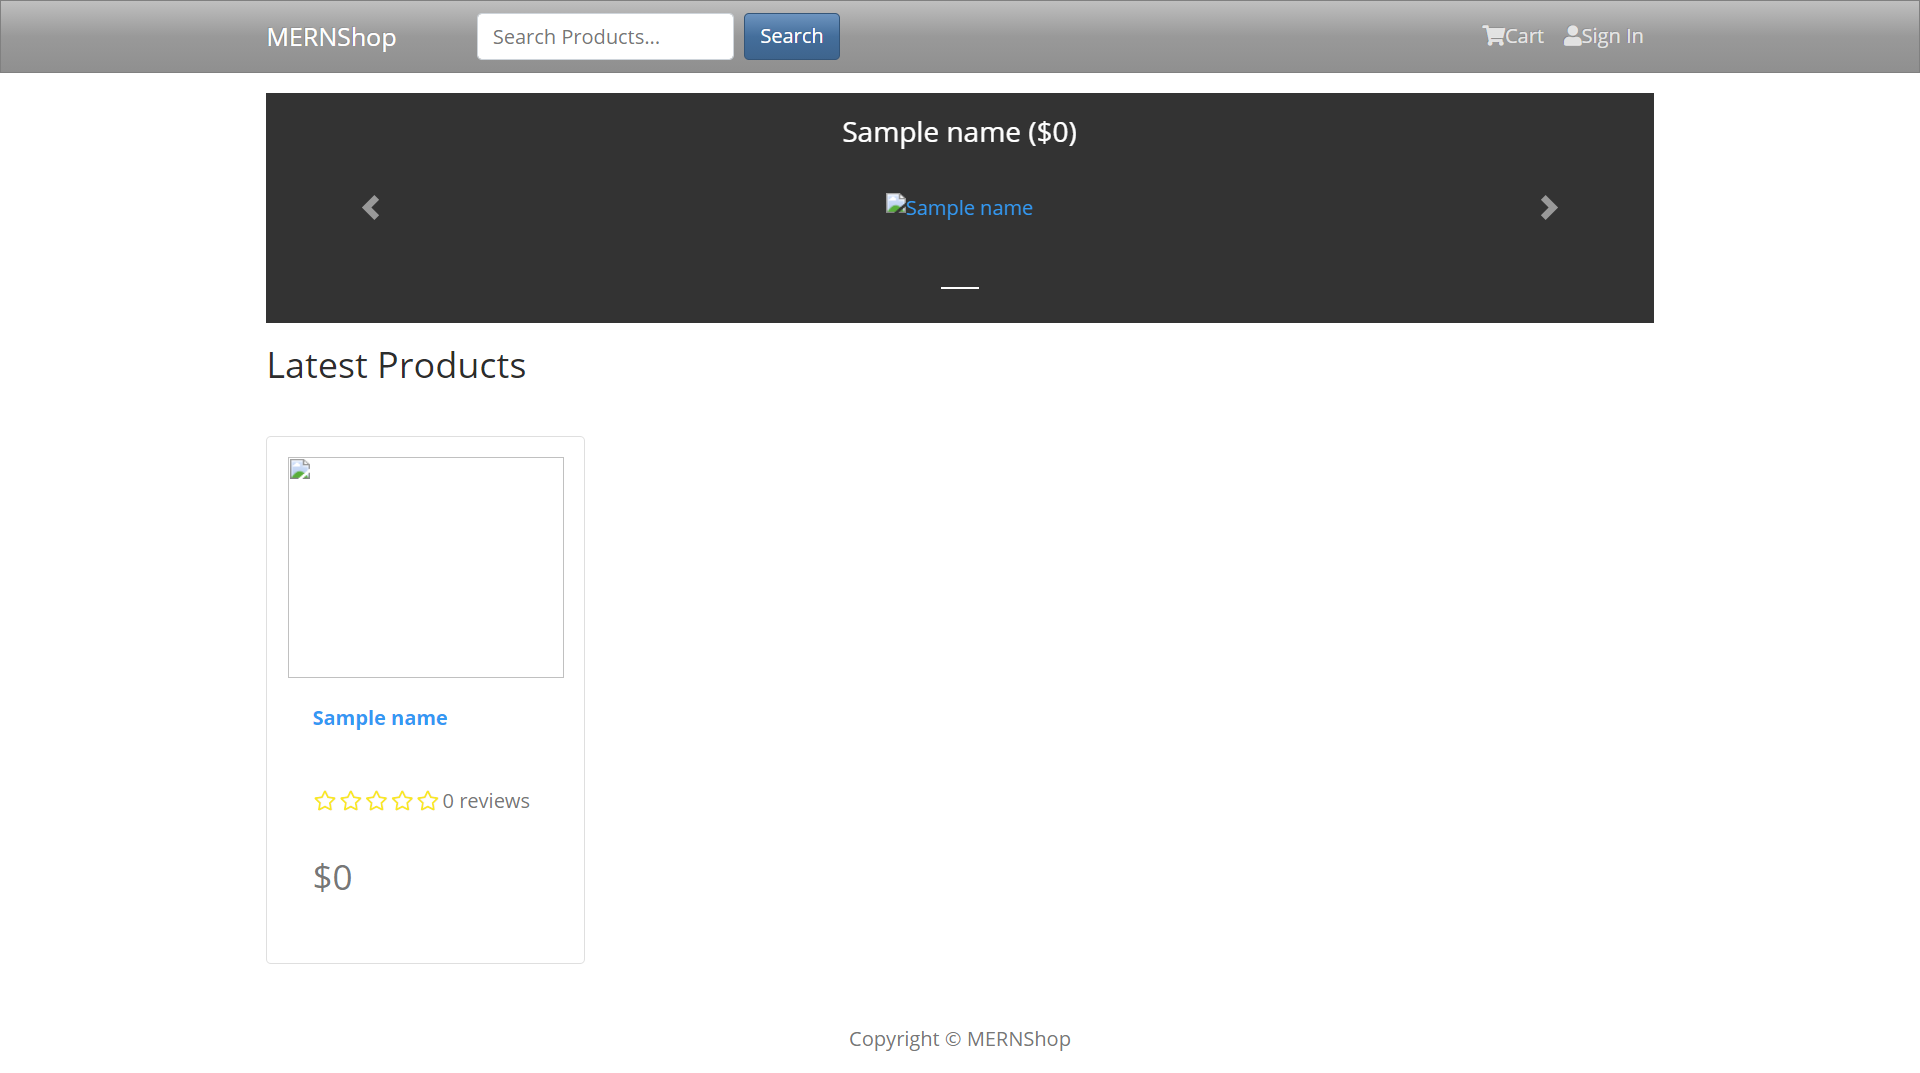 MERNShop
Search Products...
Search
Cart
Sign In
Sample name ($0)
Sample name
Latest Products
Sample name
0 reviews
$0
Copyright © MERNShop